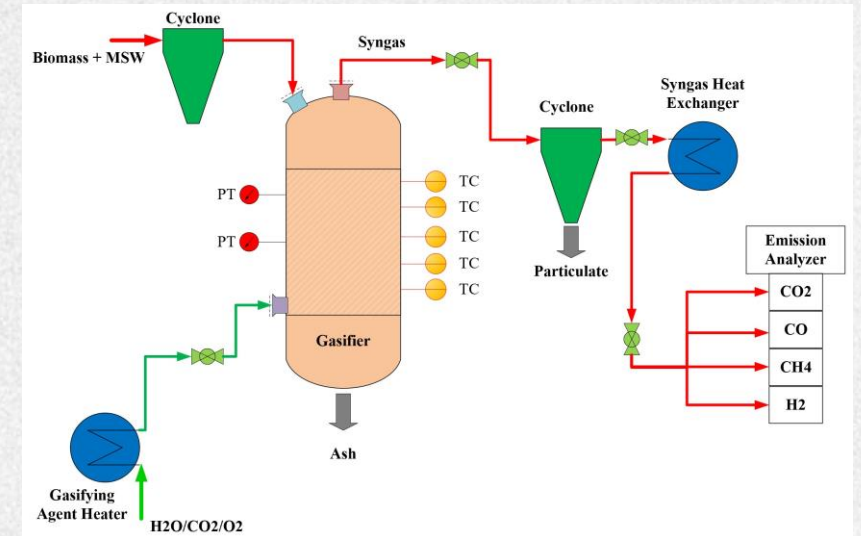 Cyclone
Biomass + MSW
Syngas
Cyclone
Syngas Heat
Exchanger
PT
PT
TC
TC
TC
TC
TC
Particulate
Emission
Analyzer
CO2
CO
CH4
H2
Gasifier
Ash
Gasifying
Agent Heater
H2O/CO2/O2